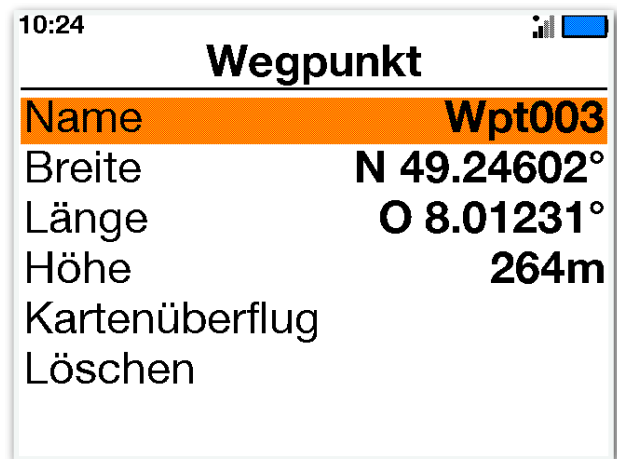 10:24
Wegpunkt
Name Wpt003
Breite N 49.24602°
Länge O 8.01231°
Höhe 264m
Kartenüberflug
Löschen